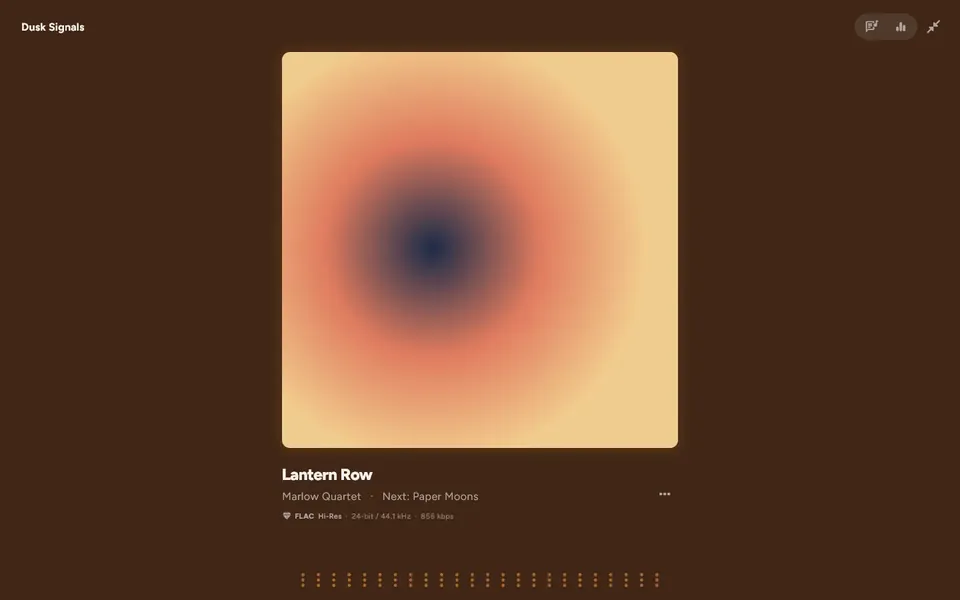 Dusk Signals
Lantern Row
Marlow Quartet · Next: Paper Moons
FLAC Hi-Res · 24-bit / 44.1 kHz · 856 kbps